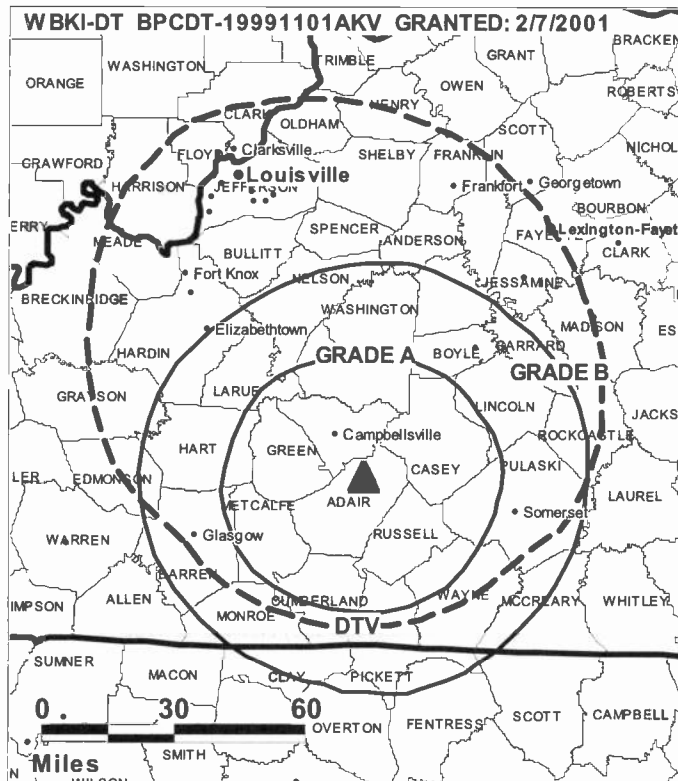 WBKI-DT BPCDT-19991101AKV GRANTED: 2/7/2001
BRACKEN
TRIMBLE
GRANT
WASHINGTON
ORANGE
OWEN
ROBERTS
HENRY
CLARK
OLDHAM
SCOTT
NICHOL
FLOY
Clarksville
SHELBY
FRANKLIN
CRAWFORD
Louisville
HARRISON
JEFFERSON
Frankfort
Georgetown
BOURBON
ERRY
SPENCER
ANDERSON
FAYETTE
Lexington-Fayet
MEADE
BULLITT
CLARK
Fort Knox
NELSON
JESSAMINE
BRECKINRIDGE
WASHINGTON
MADISON
ES
Elizabethtown
HARDIN
GRADE A
BOYLE
GARRARD
GRADE B
GRAYSON
LARUE
LINCOLN
JACKS
Campbellsville
ROCKCASTLE
HART
GREEN
CASEY
PULASKI
LER
EDMONSON
ADAIR
LAUREL
METCALFE
Somerset
WARREN
Glasgow
RUSSELL
BARREN
ALLEN
CUMBERLAND
WAYNE
MCCREARY
WHITLEY
IMPSON
MONROE
DTV
SUMNER
MACON
CLAY
PICKETT
0 30 60
OVERTON
FENTRESS
SCOTT
CAMPBELL
Miles
SMITH
N
WILSON